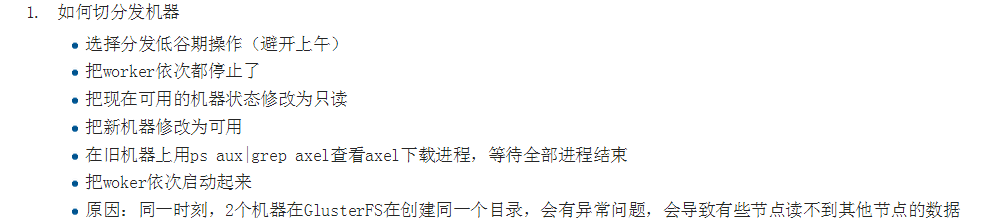 1. 如何切分发机器
• 选择分发低谷期操作（避开上午）
• 把worker依次都停止了
• 把现在可用的机器状态修改为只读
• 把新机器修改为可用
• 在旧机器上用ps aux|grep axel查看axel下载进程，等待全部进程结束
• 把woker依次启动起来
• 原因：同一时刻，2个机器在GlusterFS在创建同一个目录，会有异常问题，会导致有些节点读不到其他节点的数据